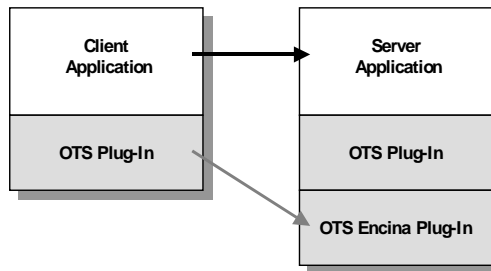 Client
Application
Server
Application
OTS Plug-In
OTS Plug-In
OTS Encina Plug-In